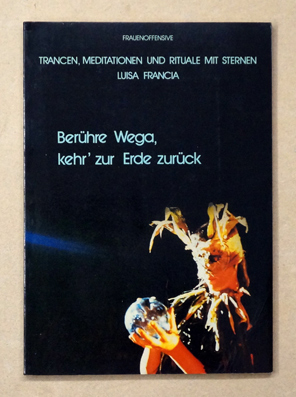 FRAUENOFFENSIVE
TRANCEN, MEDITATIONEN UND RITUALE MIT STERNEN
LUISA FRANCIA
Berühre Wega,
kehr' zur Erde zurück